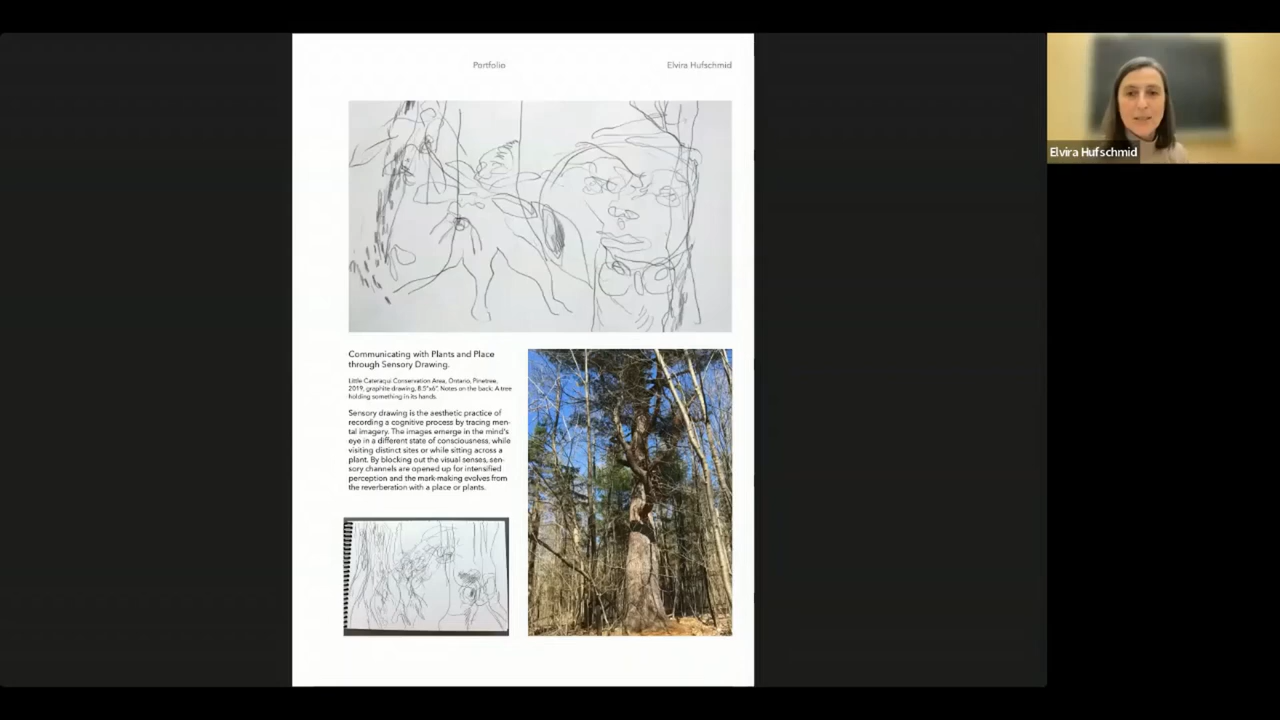 Portfolio
Elvira Hufschmid
Elvira Hufschmid
Communicating with Plants and Place
through Sensory Drawing.
Little Cataraqui Conservation Area, Ontario, Pinetree,
2019, graphite drawing, 8.5"x6". Notes on the back: A tree
holding something in its hands.
Sensory drawing is the aesthetic practice of
recording a cognitive process by tracing men-
tal imagery. The images emerge in the mind's
eye in a different state of consciousness, while
visiting distinct sites or while sitting across a
plant. By blocking out the visual senses, sen-
sory channels are opened up for intensified
perception and the mark-making evolves from
the reverberation with a place or plants.